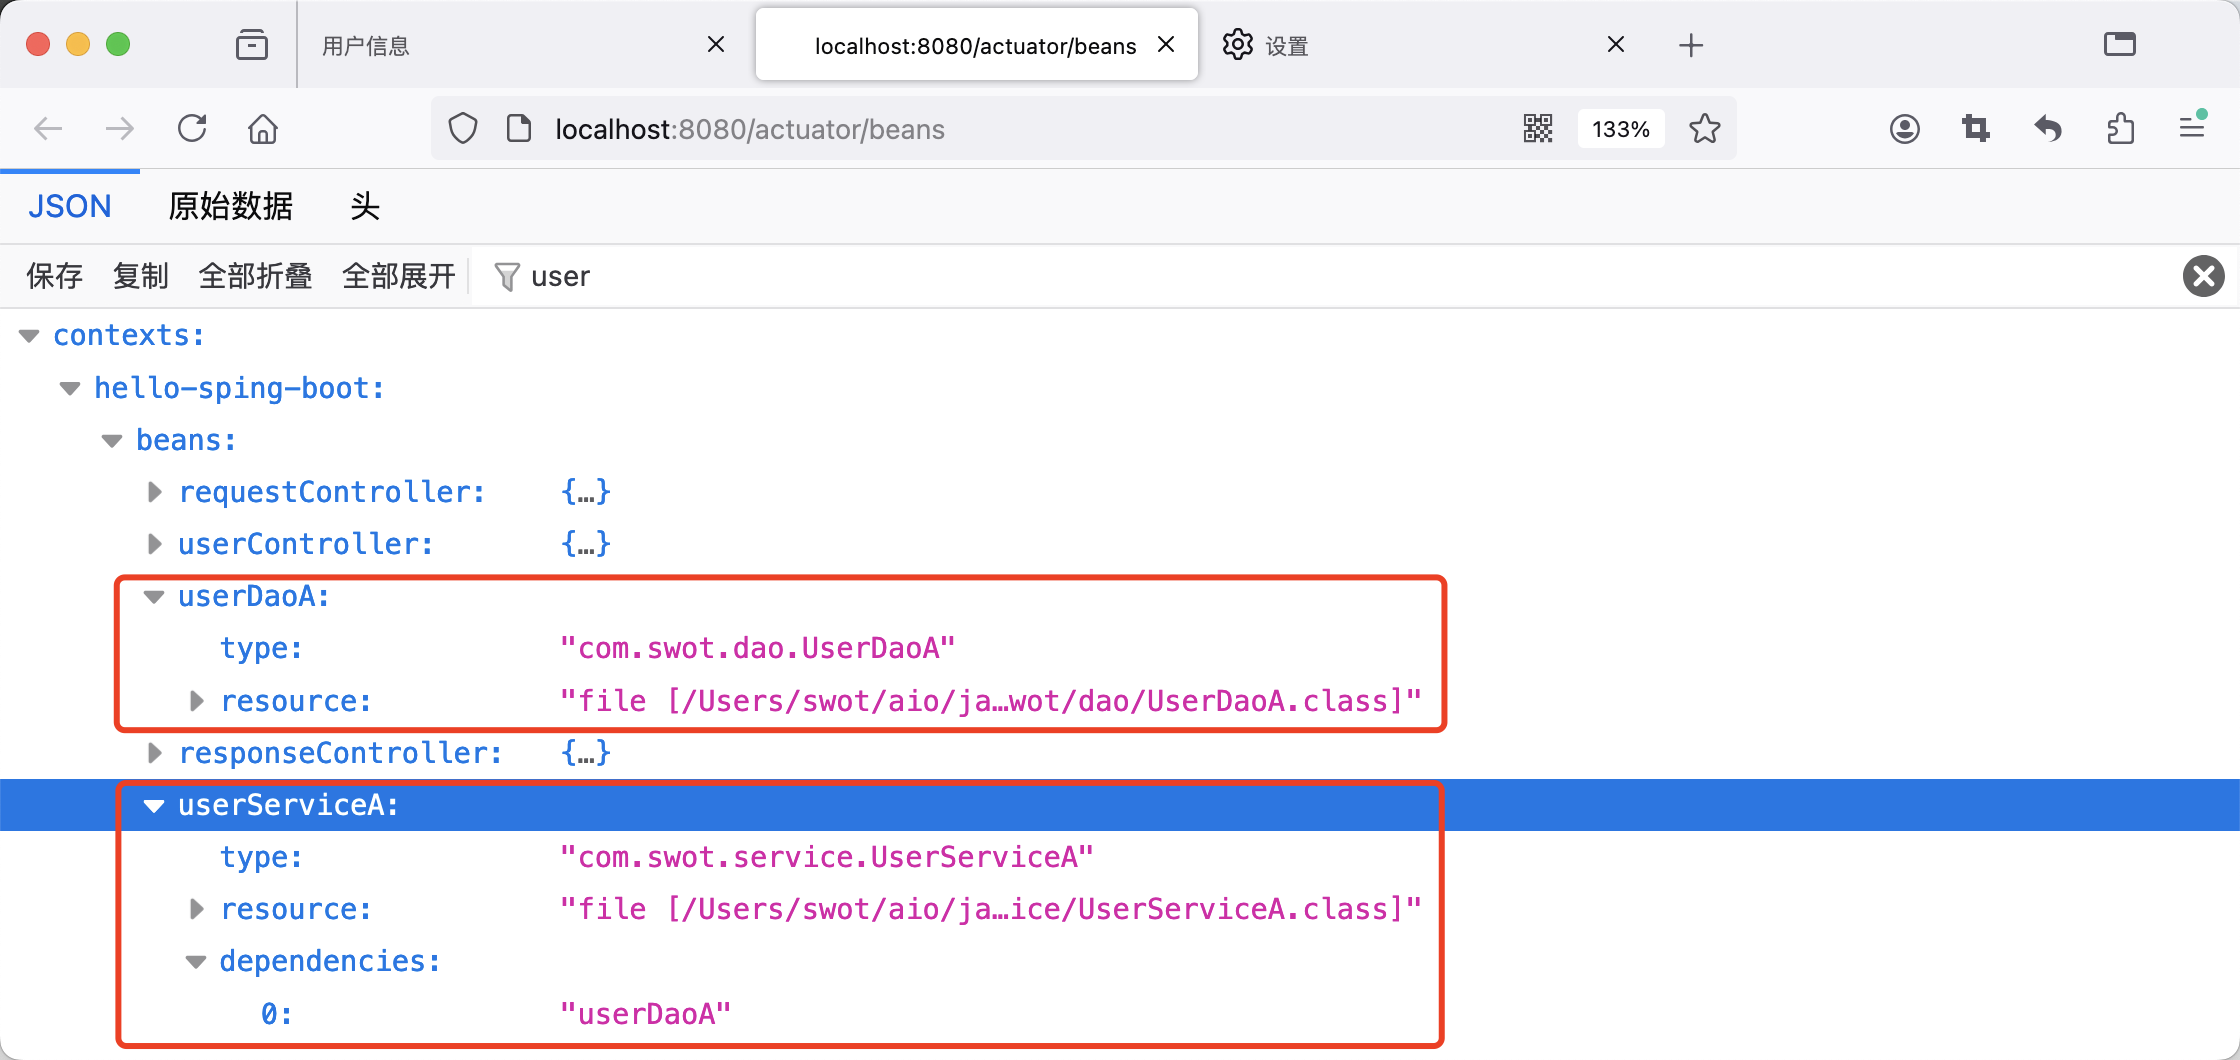 用户信息
localhost:8080/actuator/beans
设置
localhost:8080/actuator/beans
133%
JSON 原始数据 头
保存 复制 全部折叠 全部展开 user
contexts:
hello-sping-boot:
beans:
requestController: {…}
userController: {…}
userDaoA:
type: "com.swot.dao.UserDaoA"
resource: "file [/Users/swot/aio/ja…wot/dao/UserDaoA.class]"
responseController: {…}
userServiceA:
type: "com.swot.service.UserServiceA"
resource: "file [/Users/swot/aio/ja…ice/UserServiceA.class]"
dependencies:
0: "userDaoA"